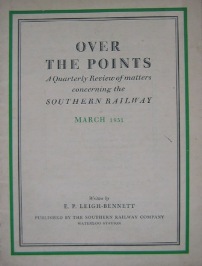 OVER
THE POINTS
A Quarterly Review of matters
concerning the
SOUTHERN RAILWAY
MARCH
Written by
E. P. LEIGH-BENNETT
PUBLISHED BY THE SOUTHERN RAILWAY COMPANY
WATERLOO STATION